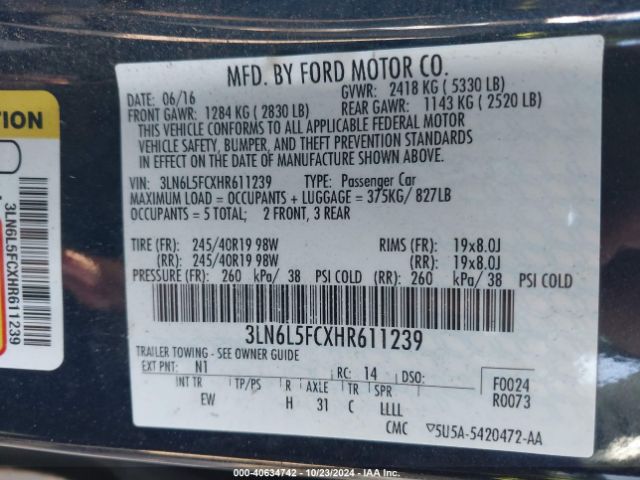 MFD. BY FORD MOTOR CO.
DATE: 06/16 GVWR: 2418 KG ( 5330 LB)
FRONT GAWR: 1284 KG ( 2830 LB) REAR GAWR: 1143 KG ( 2520 LB)
THIS VEHICLE CONFORMS TO ALL APPLICABLE FEDERAL MOTOR
VEHICLE SAFETY, BUMPER, AND THEFT PREVENTION STANDARDS
IN EFFECT ON THE DATE OF MANUFACTURE SHOWN ABOVE.
VIN: 3LN6L5FCXHR611239 TYPE: Passenger Car
MAXIMUM LOAD = OCCUPANTS + LUGGAGE = 375KG/ 827LB
OCCUPANTS = 5 TOTAL; 2 FRONT, 3 REAR
TIRE (FR): 245/40R19 98W RIMS (FR): 19x8.0J
(RR): 245/40R19 98W (RR): 19x8.0J
PRESSURE (FR): 260 kPa/ 38 PSI COLD (RR): 260 kPa/ 38 PSI COLD
3LN6L5FCXHR611239
TRAILER TOWING - SEE OWNER GUIDE
EXT PNT: N1 RC: 14 DSO: F0024
INT TR TP/PS R AXLE TR SPR R0073
EW H 31 C LLLL
CMC ▽5U5A-5420472-AA
TION
3LN6L5FCXHR611239
000-40634742 - 10/23/2024 - IAA Inc.